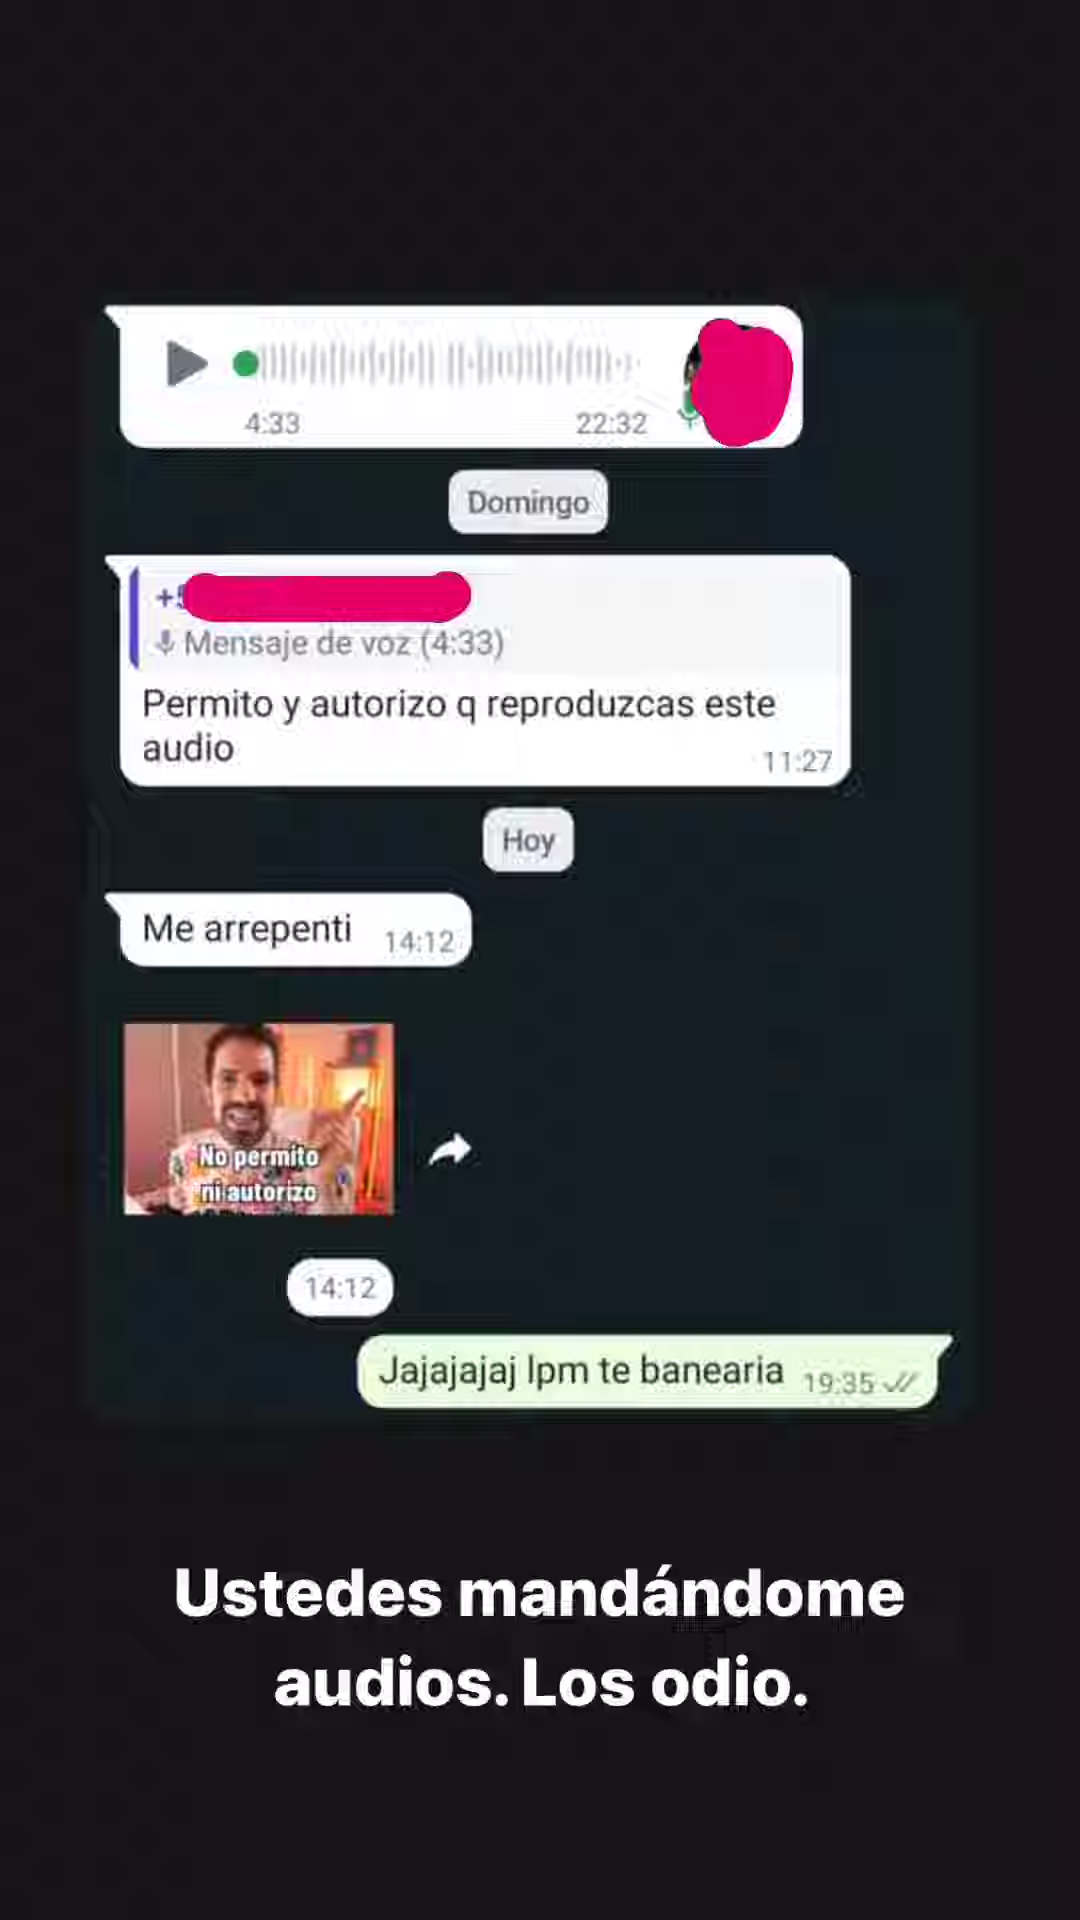 4:33 22:32
Domingo
Mensaje de voz (4:33)
Permito y autorizo q reproduzcas este
audio
11:27
Hoy
Me arrepenti 14:12
No permito
ni autorizo
14:12
Jajajajaj lpm te banearia 19:35
Ustedes mandándome
audios. Los odio.